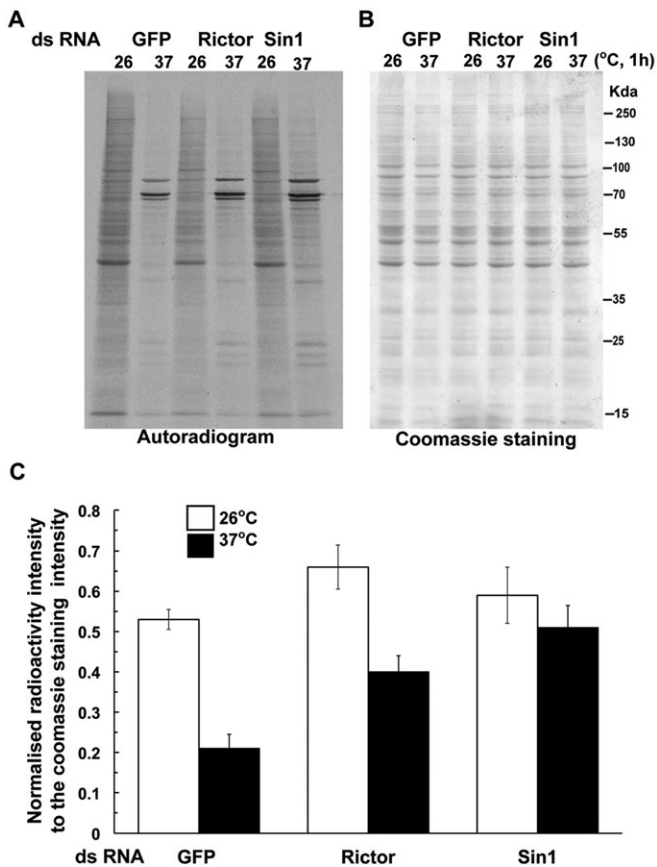 A
ds RNA GFP Rictor Sin1
26 37 26 37 26 37
Autoradiogram
B
GFP Rictor Sin1
26 37 26 37 26 37 (°C, 1h)
Kda
–250
–130
–100
–70
–55
–35
–25
–15
Coomassie staining
C
Normalised radioactivity intensity
to the coomassie staining intensity
0.8
0.7
0.6
0.5
0.4
0.3
0.2
0.1
0
26°C
37°C
ds RNA GFP Rictor Sin1